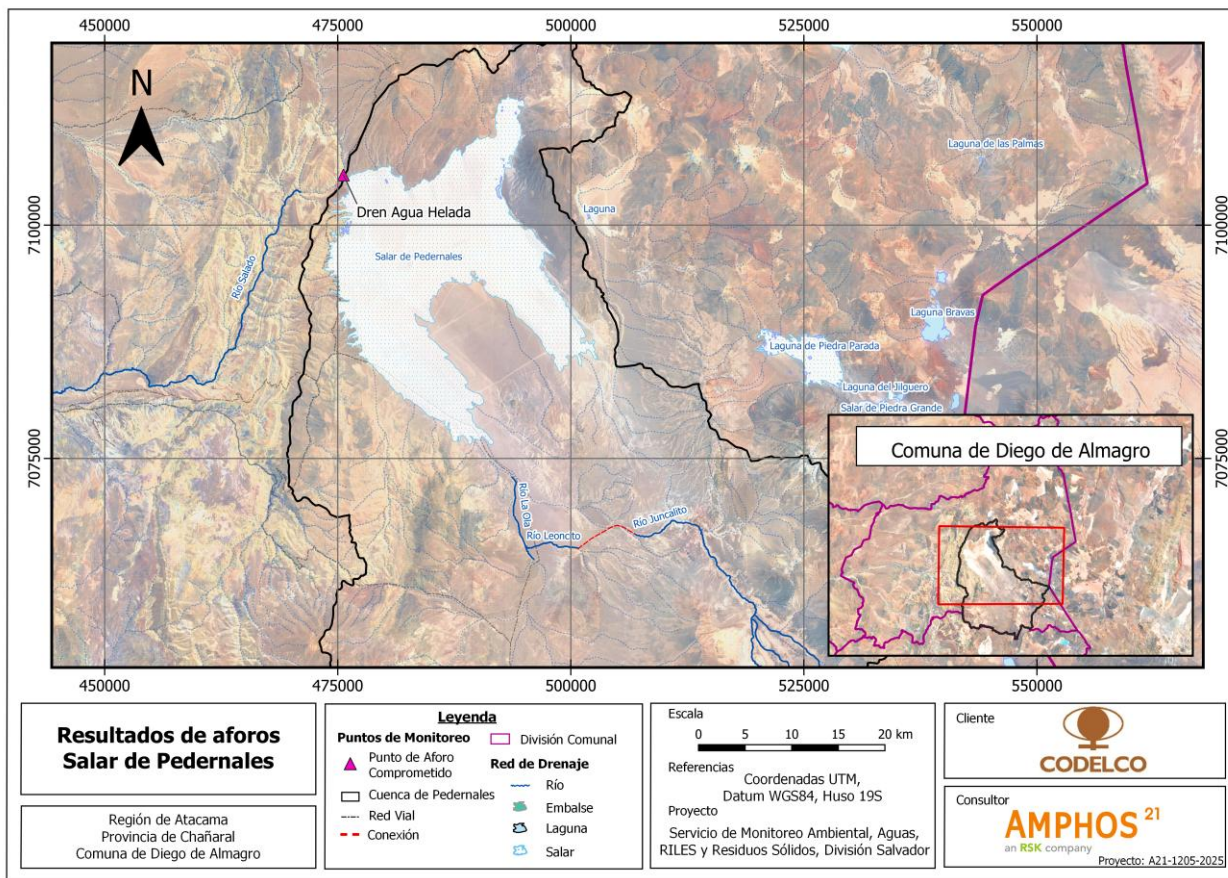 450000
475000
500000
525000
550000
N
Laguna de las Palmas
Dren Agua Helada
Laguna
7100000
7100000
Salar de Pedernales
Río Salado
Laguna Bravas
Laguna de Piedra Parada
Laguna del Jilguero
Salar de Piedra Grande
7075000
7075000
Comuna de Diego de Almagro
Río La Ola
Río Leoncito
Río Juncalito
450000
475000
500000
525000
550000
Resultados de aforos
Salar de Pedernales
Región de Atacama
Provincia de Chañaral
Comuna de Diego de Almagro
Leyenda
Puntos de Monitoreo
Punto de Aforo
Comprometido
Cuenca de Pedernales
Red Vial
Conexión
División Comunal
Red de Drenaje
Río
Embalse
Laguna
Salar
Escala
0 5 10 15 20 km
Referencias
Coordenadas UTM,
Datum WGS84, Huso 19S
Proyecto
Servicio de Monitoreo Ambiental, Aguas,
RILES y Residuos Sólidos, División Salvador
Cliente
CODELCO
Consultor
AMPHOS 21
an RSK company
Proyecto: A21-1205-2025